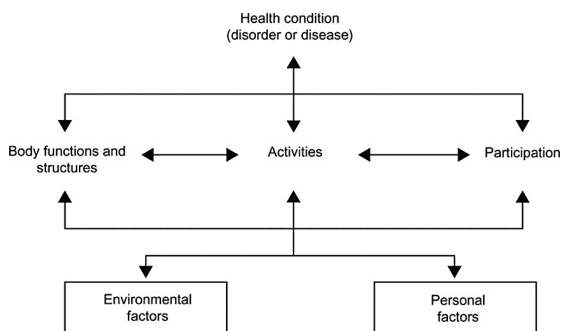 Health condition
(disorder or disease)
Body functions and
structures
Activities
Participation
Environmental
factors
Personal
factors